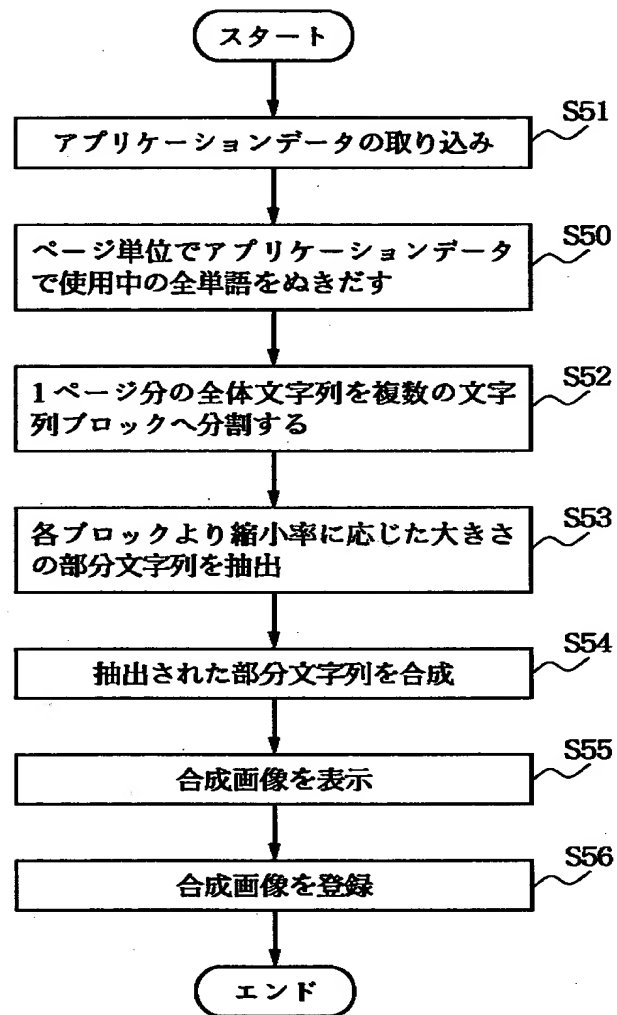 スタート
アプリケーションデータの取り込み
S51
ページ単位でアプリケーションデータ
で使用中の全単語をぬきだす
S50
1ページ分の全体文字列を複数の文字
列ブロックへ分割する
S52
各ブロックより縮小率に応じた大きさ
の部分文字列を抽出
S53
抽出された部分文字列を合成
S54
合成画像を表示
S55
合成画像を登録
S56
エンド